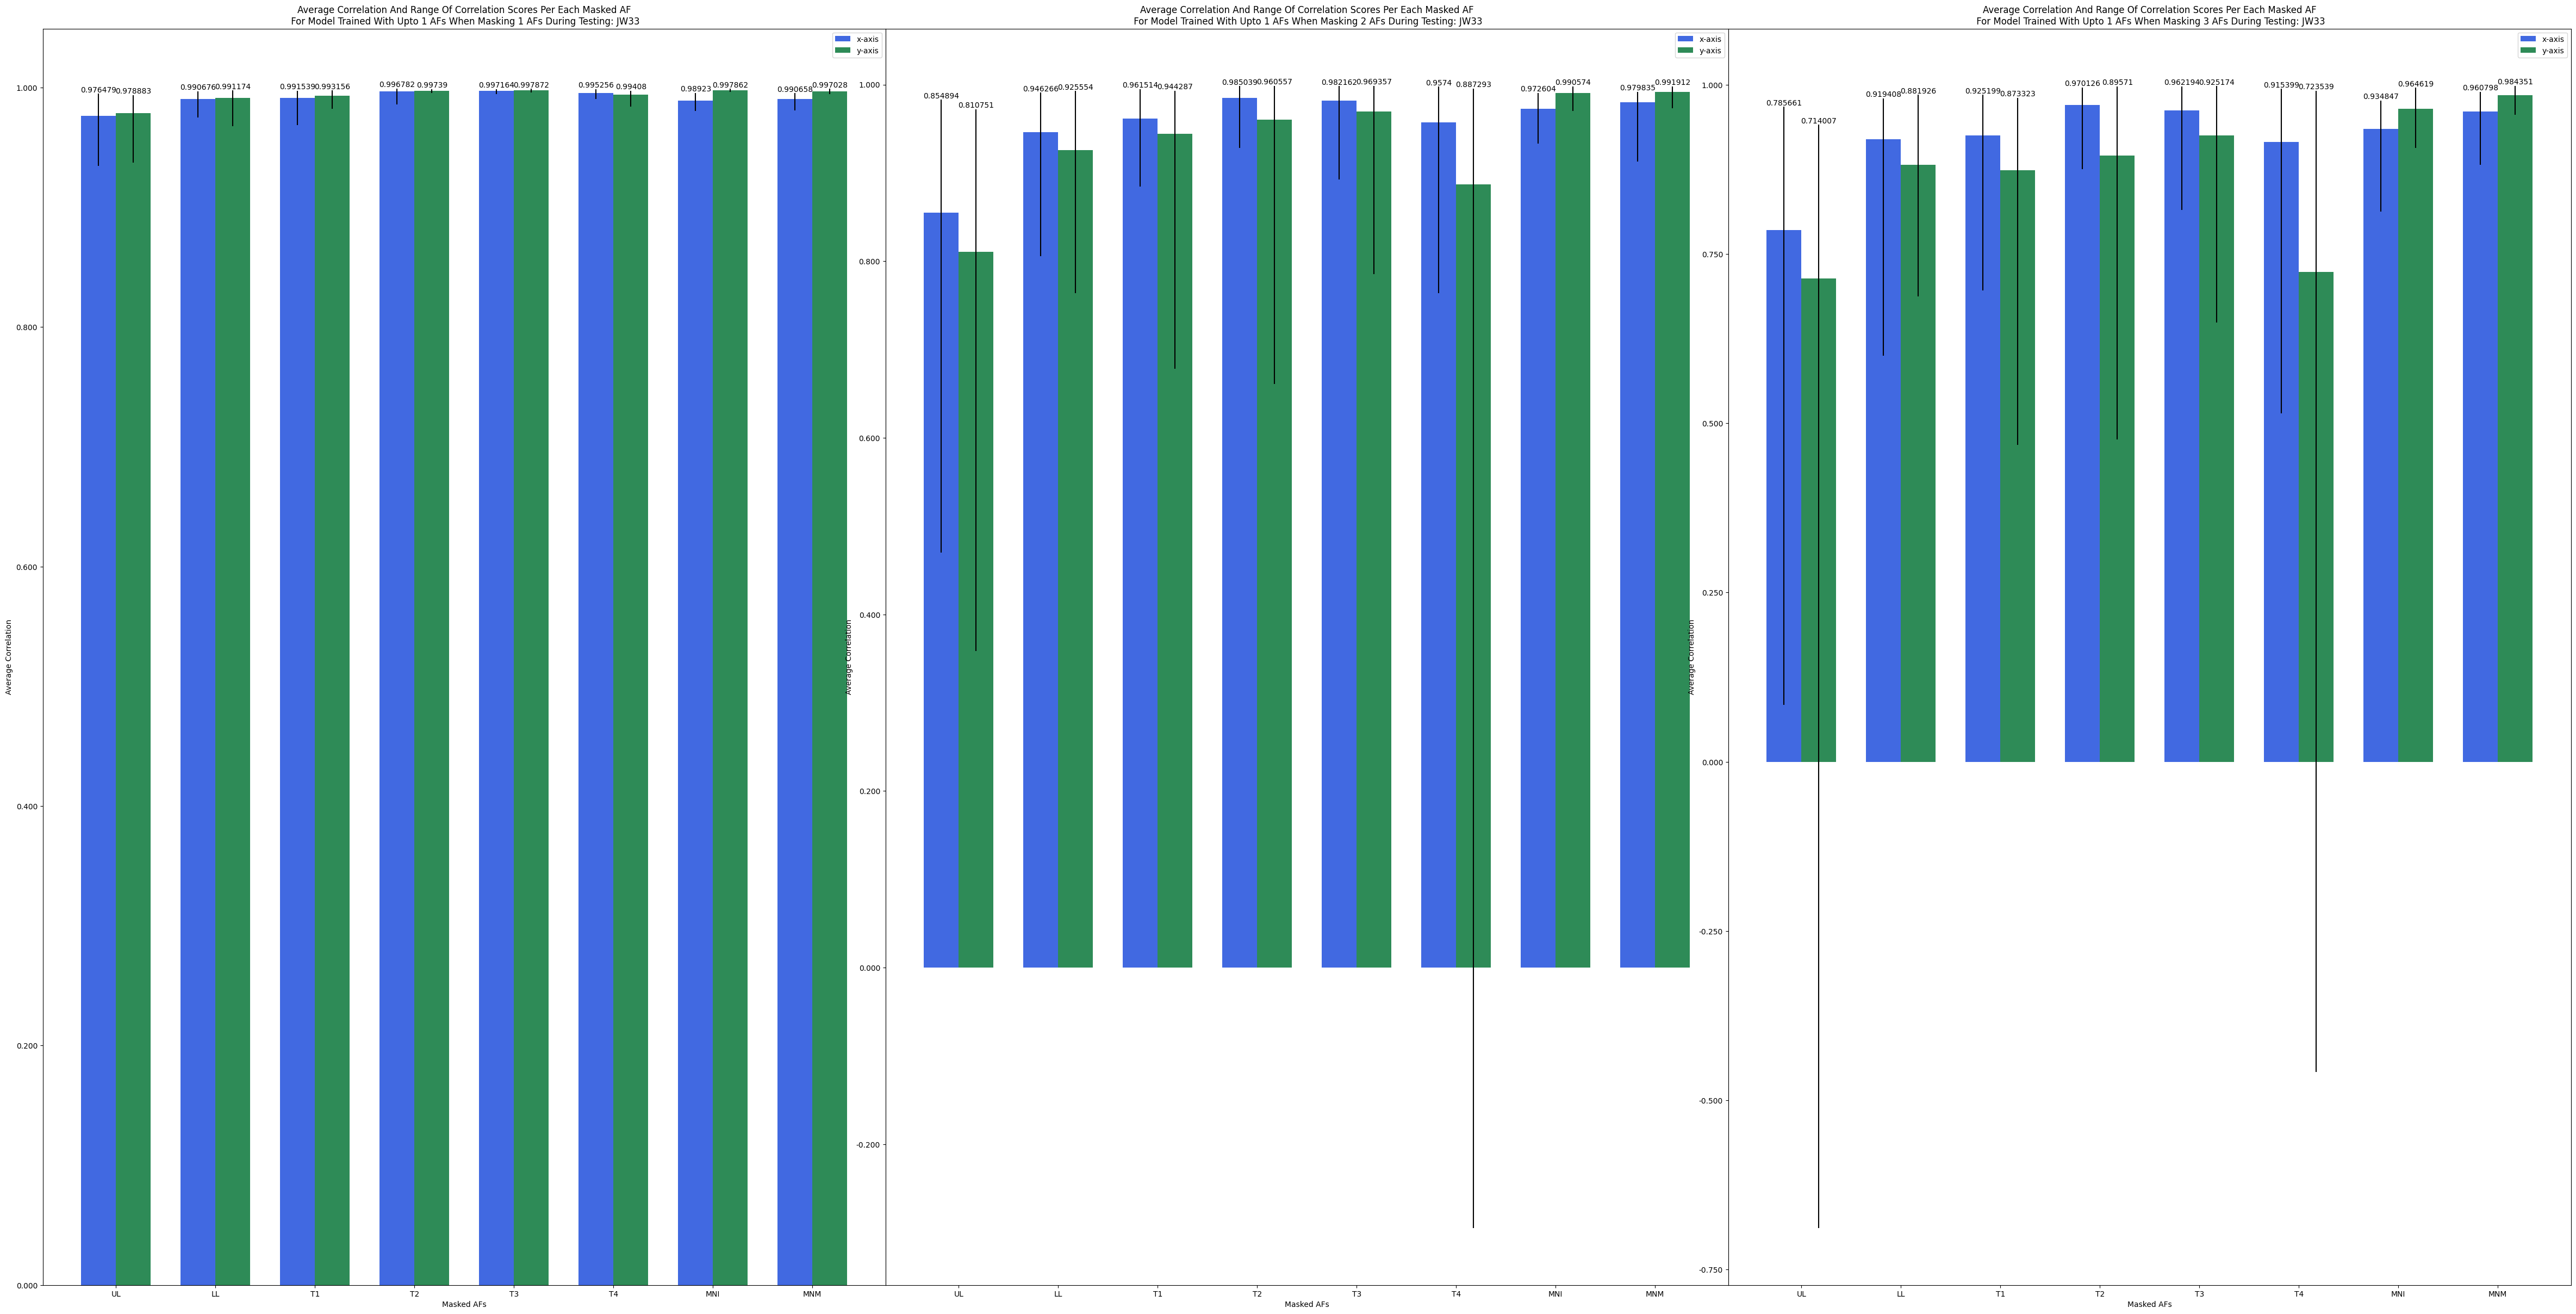 Average Correlation And Range Of Correlation Scores Per Each Masked AF
For Model Trained With Upto 1 AFs When Masking 1 AFs During Testing: JW33
x-axis
y-axis
1.000
0.800
0.600
0.400
0.200
0.000
Average Correlation
0.976479 0.978883 0.990676 0.991174 0.991539 0.993156 0.996782 0.99739 0.997164 0.997872 0.995256 0.99408 0.98923 0.997862 0.990658 0.997028
UL LL T1 T2 T3 T4 MNI MNM
Masked AFs
Average Correlation And Range Of Correlation Scores Per Each Masked AF
For Model Trained With Upto 1 AFs When Masking 2 AFs During Testing: JW33
x-axis
y-axis
1.000
0.800
0.600
0.400
0.200
0.000
-0.200
Average Correlation
0.854894 0.810751 0.946266 0.925554 0.961514 0.944287 0.985039 0.960557 0.982162 0.969357 0.9574 0.887293 0.972604 0.990574 0.979835 0.991912
UL LL T1 T2 T3 T4 MNI MNM
Masked AFs
Average Correlation And Range Of Correlation Scores Per Each Masked AF
For Model Trained With Upto 1 AFs When Masking 3 AFs During Testing: JW33
x-axis
y-axis
1.000
0.750
0.500
0.250
0.000
-0.250
-0.500
-0.750
Average Correlation
0.785661 0.714007 0.919408 0.881926 0.925199 0.873323 0.970126 0.89571 0.962194 0.925174 0.915399 0.723539 0.934847 0.964619 0.960798 0.984351
UL LL T1 T2 T3 T4 MNI MNM
Masked AFs